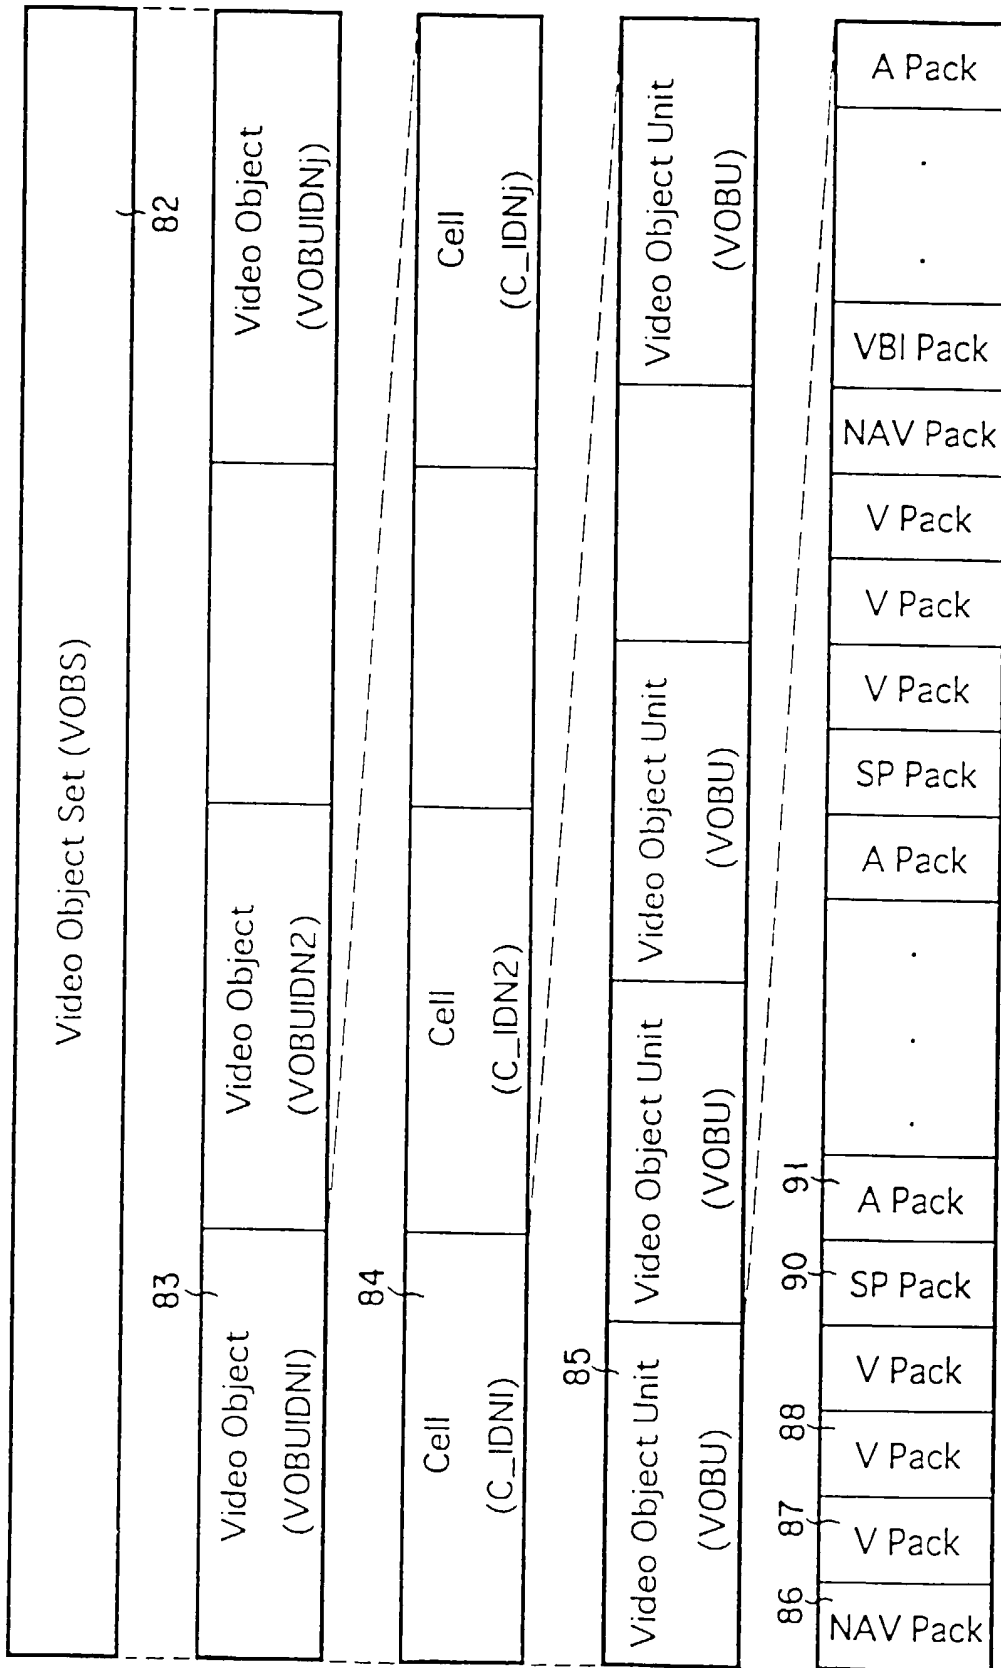 Video Object Set (VOBS)
82
83
Video Object
(VOBUIDN1)
Video Object
(VOBUIDN2)
Video Object
(VOBUIDNj)
84
Cell
(C_IDN1)
Cell
(C_IDN2)
Cell
(C_IDNj)
85
Video Object Unit
(VOBU)
Video Object Unit
(VOBU)
Video Object Unit
(VOBU)
Video Object Unit
(VOBU)
86
87
88
90
91
NAV Pack
V Pack
V Pack
V Pack
SP Pack
A Pack
. . .
A Pack
SP Pack
V Pack
V Pack
V Pack
NAV Pack
VBI Pack
. .
A Pack